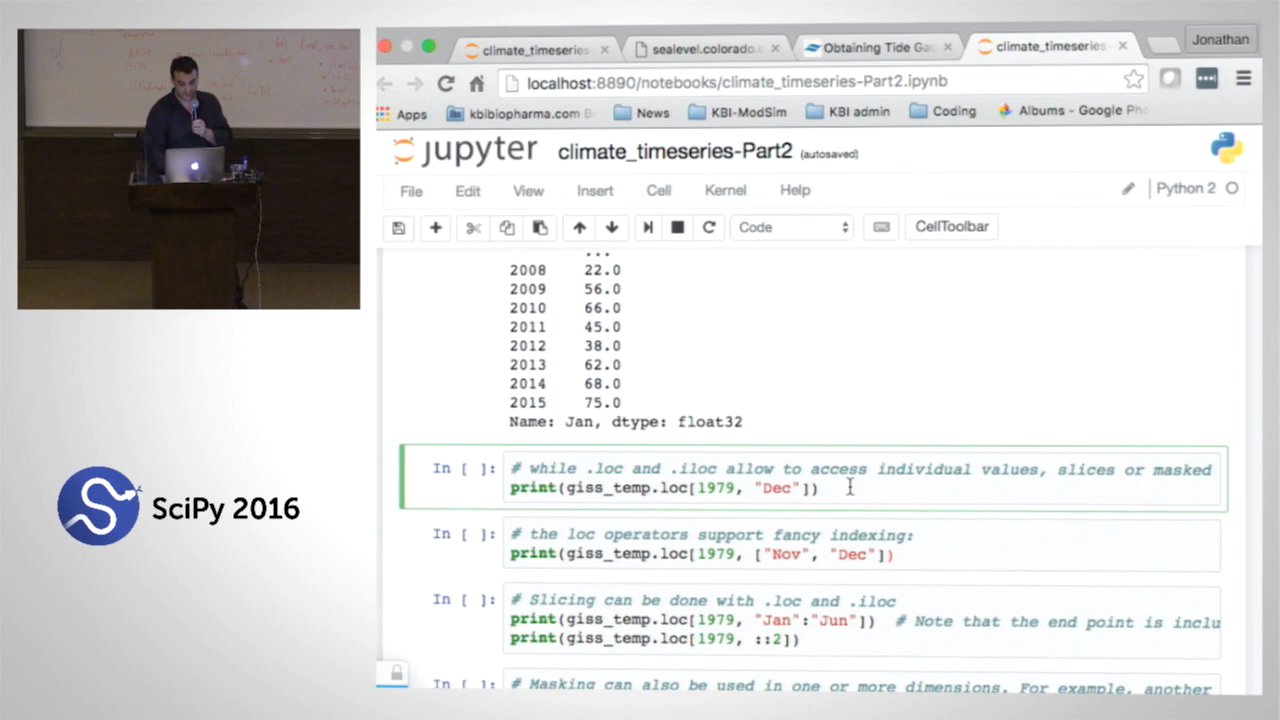 climate_timeseries
sealevel.colorado.e
Obtaining Tide Ga
climate_timeseries-
Jonathan
localhost:8890/notebooks/climate_timeseries-Part2.ipynb
Apps
kbibiopharma.com
News
KBI-ModSim
KBI admin
Coding
Albums - Google Pho
jupyter
climate_timeseries-Part2 (autosaved)
File Edit View Insert Cell Kernel Help
Python 2
Code
CellToolbar
...
2008 22.0
2009 56.0
2010 66.0
2011 45.0
2012 38.0
2013 62.0
2014 68.0
2015 75.0
Name: Jan, dtype: float32
In [ ]: # while .loc and .iloc allow to access individual values, slices or masked
print(giss_temp.loc[1979, "Dec"])
In [ ]: # the loc operators support fancy indexing:
print(giss_temp.loc[1979, ["Nov", "Dec"])
In [ ]: # Slicing can be done with .loc and .iloc
print(giss_temp.loc[1979, "Jan":"Jun"]) # Note that the end point is inclu
print(giss_temp.loc[1979, ::2])
In [ ]: # Masking can also be used in one or more dimensions. For example, another
SciPy 2016